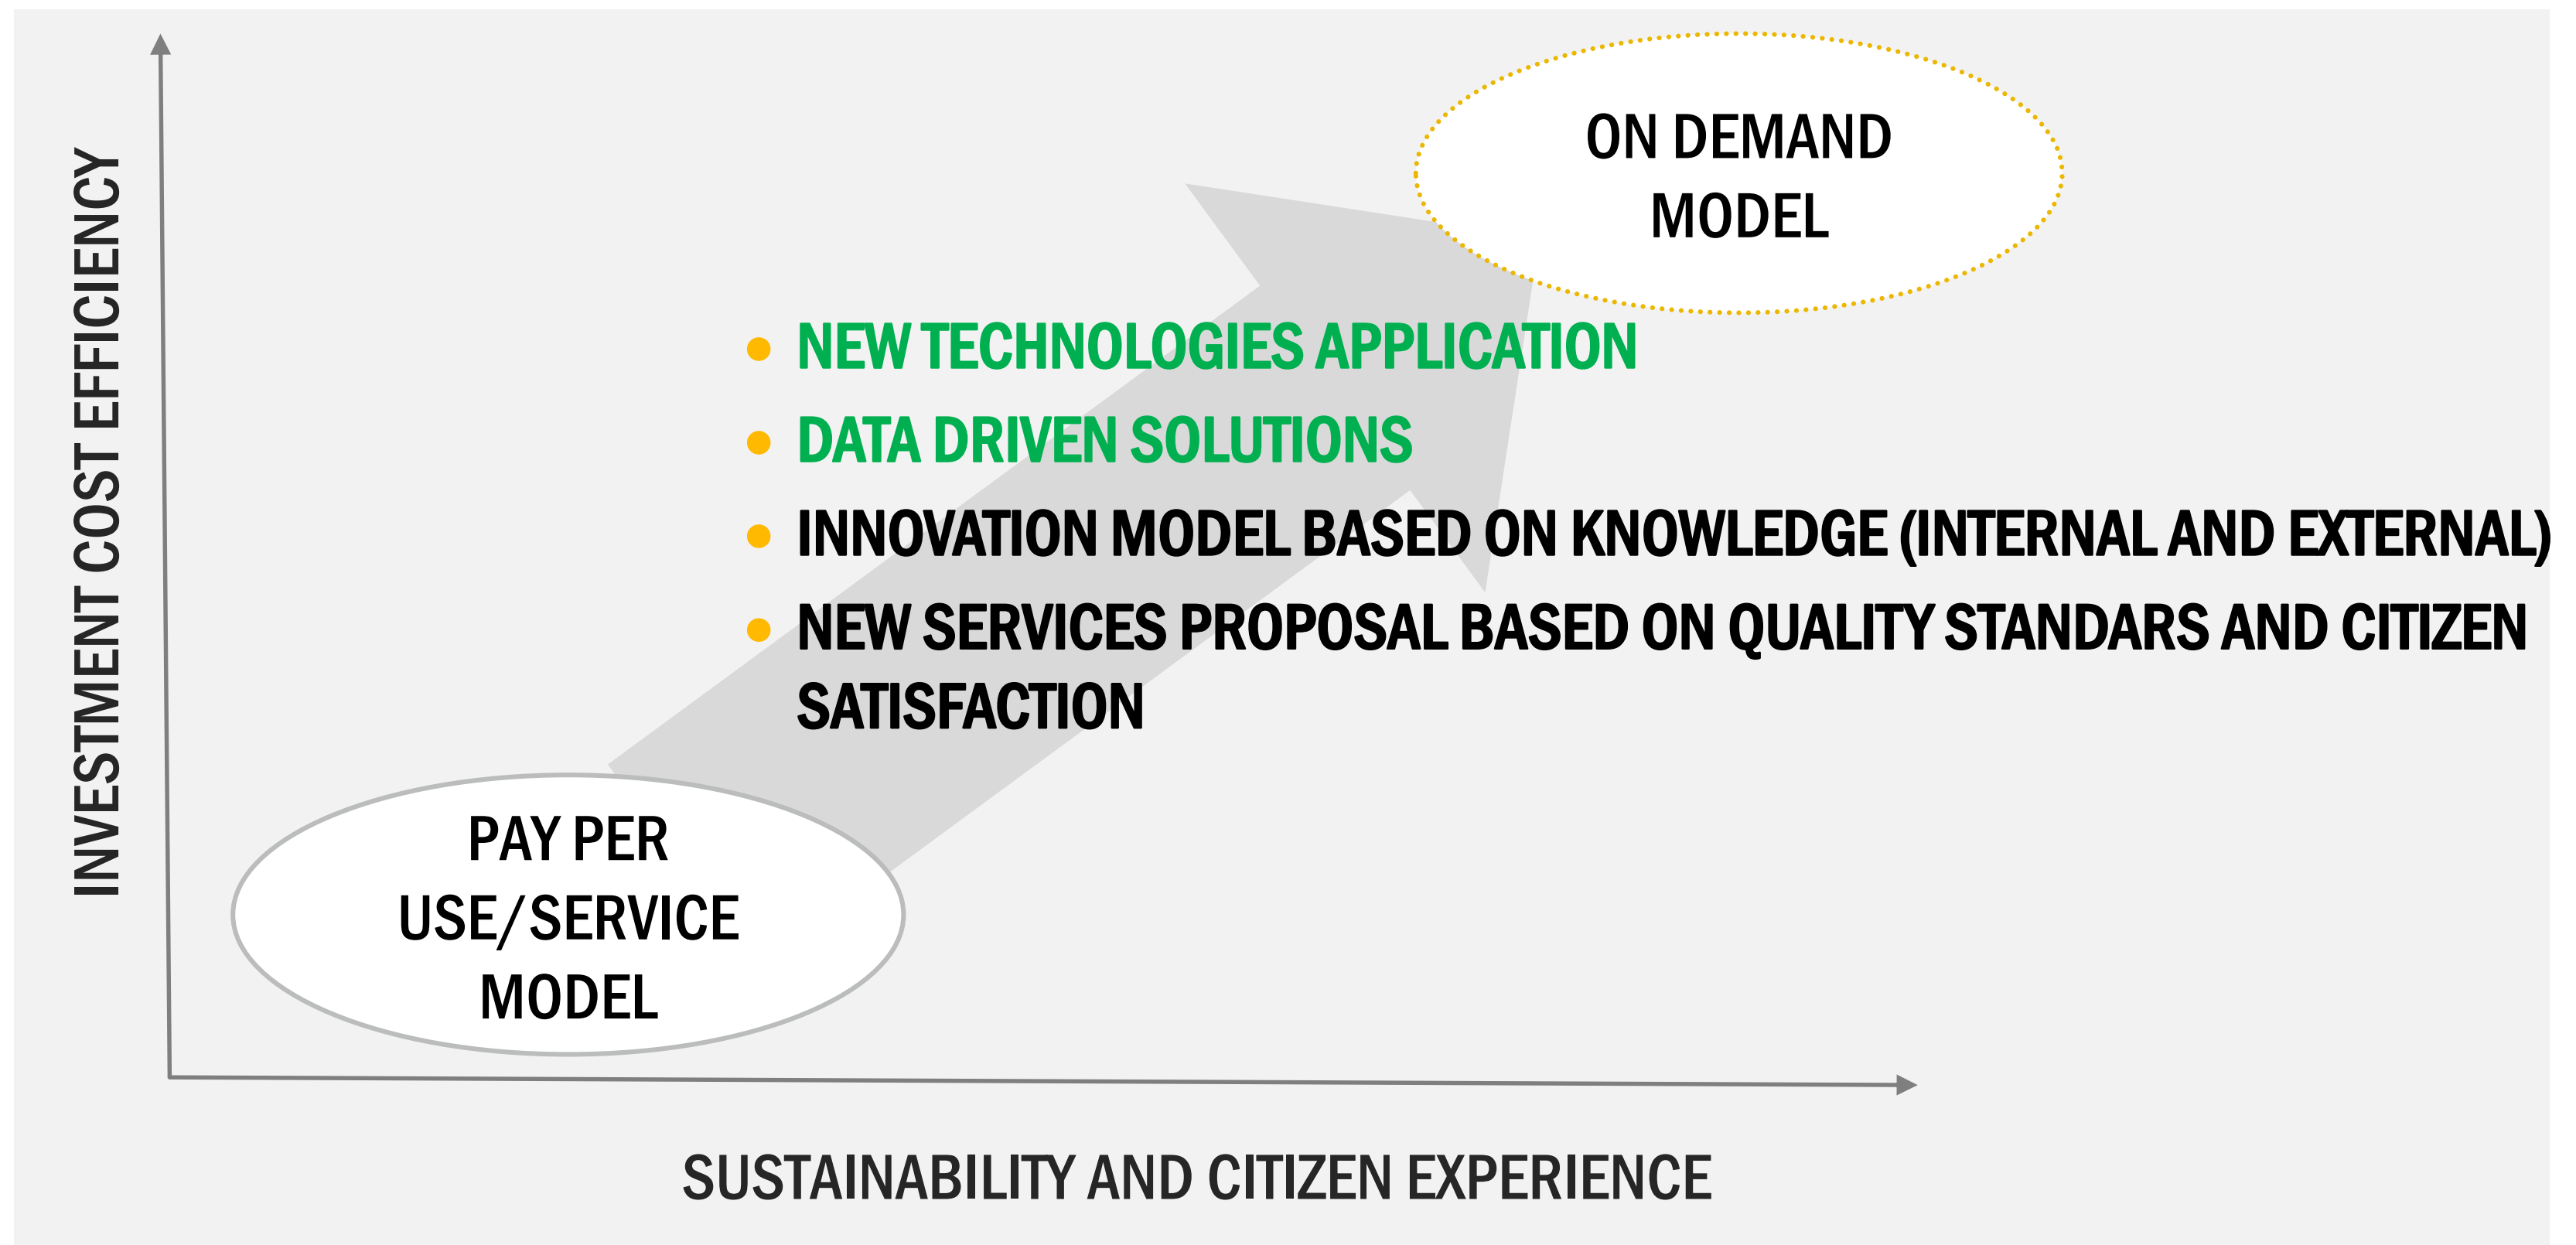 INVESTMENT COST EFFICIENCY
ON DEMAND
MODEL
NEW TECHNOLOGIES APPLICATION
DATA DRIVEN SOLUTIONS
INNOVATION MODEL BASED ON KNOWLEDGE (INTERNAL AND EXTERNAL)
NEW SERVICES PROPOSAL BASED ON QUALITY STANDARS AND CITIZEN
SATISFACTION
PAY PER
USE/SERVICE
MODEL
SUSTAINABILITY AND CITIZEN EXPERIENCE